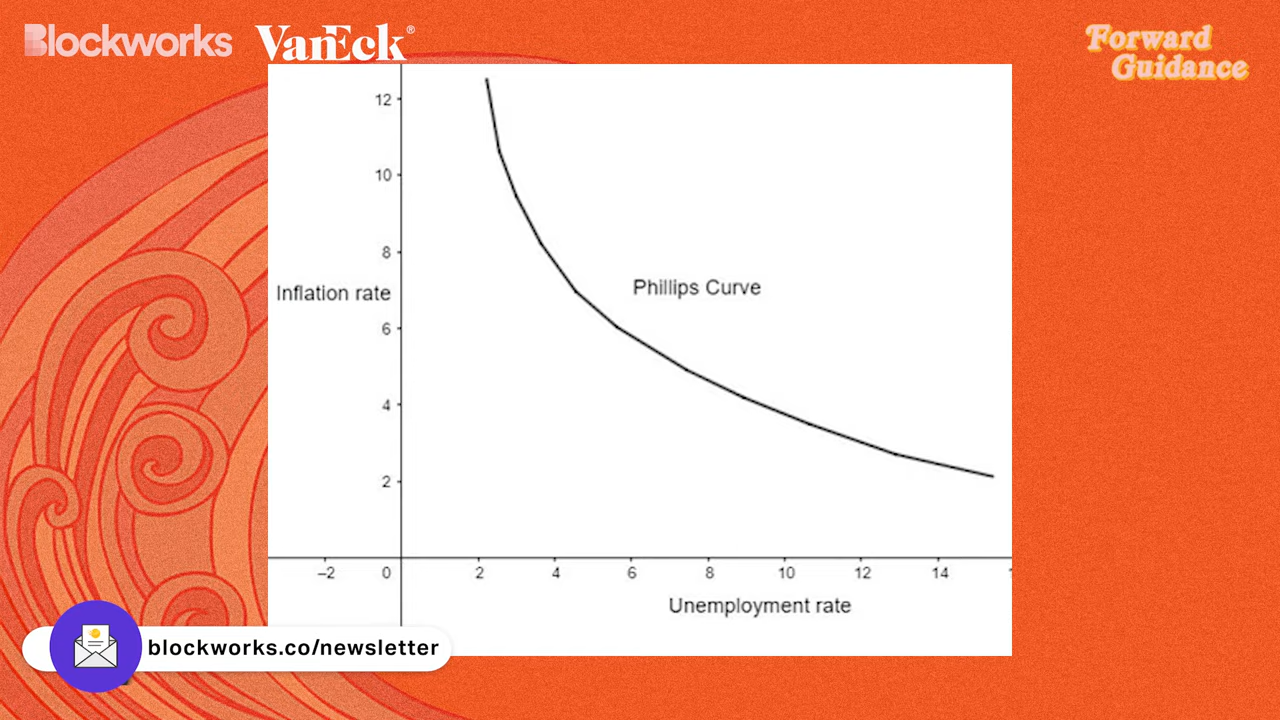 Blockworks
VanEck®
Forward
Guidance
12
10
8
Inflation rate
Phillips Curve
6
4
2
−2
0
2
4
6
8
10
12
14
Unemployment rate
blockworks.co/newsletter